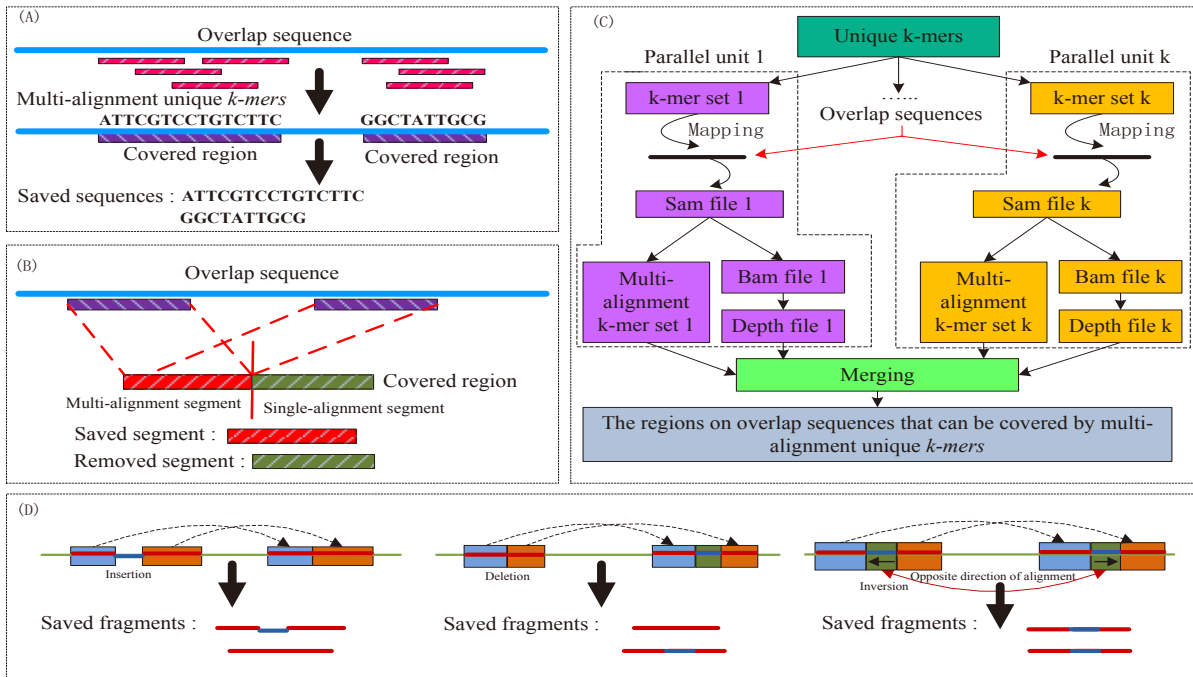 (A)
Overlap sequence
Multi-alignment unique k-mers
ATTCGTCCTGTCTTC GGCTATTGCG
Covered region Covered region
Saved sequences : ATTCGTCCTGTCTTC
GGCTATTGCG
(B)
Overlap sequence
Covered region
Multi-alignment segment Single-alignment segment
Saved segment :
Removed segment :
(C)
Unique k-mers
Parallel unit 1 Parallel unit k
k-mer set 1 ...... k-mer set k
Overlap sequences
Mapping Mapping
Sam file 1 Sam file k
Multi-
alignment
k-mer set 1
Bam file 1
Depth file 1
Multi-
alignment
k-mer set k
Bam file k
Depth file k
Merging
The regions on overlap sequences that can be covered by multi-
alignment unique k-mers
(D)
Insertion
Saved fragments :
Deletion
Saved fragments :
Opposite direction of alignment
Inversion
Saved fragments :